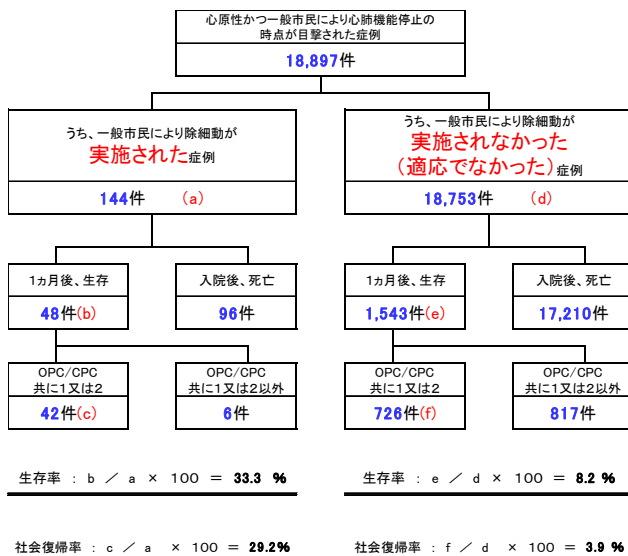 心原性かつ一般市民により心肺機能停止の
時点が目撃された症例
18,897件
うち、一般市民により除細動が
実施された症例
144件 (a)
うち、一般市民により除細動が
実施されなかった
(適応でなかった)症例
18,753件 (d)
1ヵ月後、生存
48件(b)
入院後、死亡
96件
1ヵ月後、生存
1,543件(e)
入院後、死亡
17,210件
OPC/CPC
共に1又は2
42件(c)
OPC/CPC
共に1又は2以外
6件
OPC/CPC
共に1又は2
726件(f)
OPC/CPC
共に1又は2以外
817件
生存率 : b / a × 100 = 33.3 %
生存率 : e / d × 100 = 8.2 %
社会復帰率 : c / a × 100 = 29.2%
社会復帰率 : f / d × 100 = 3.9 %